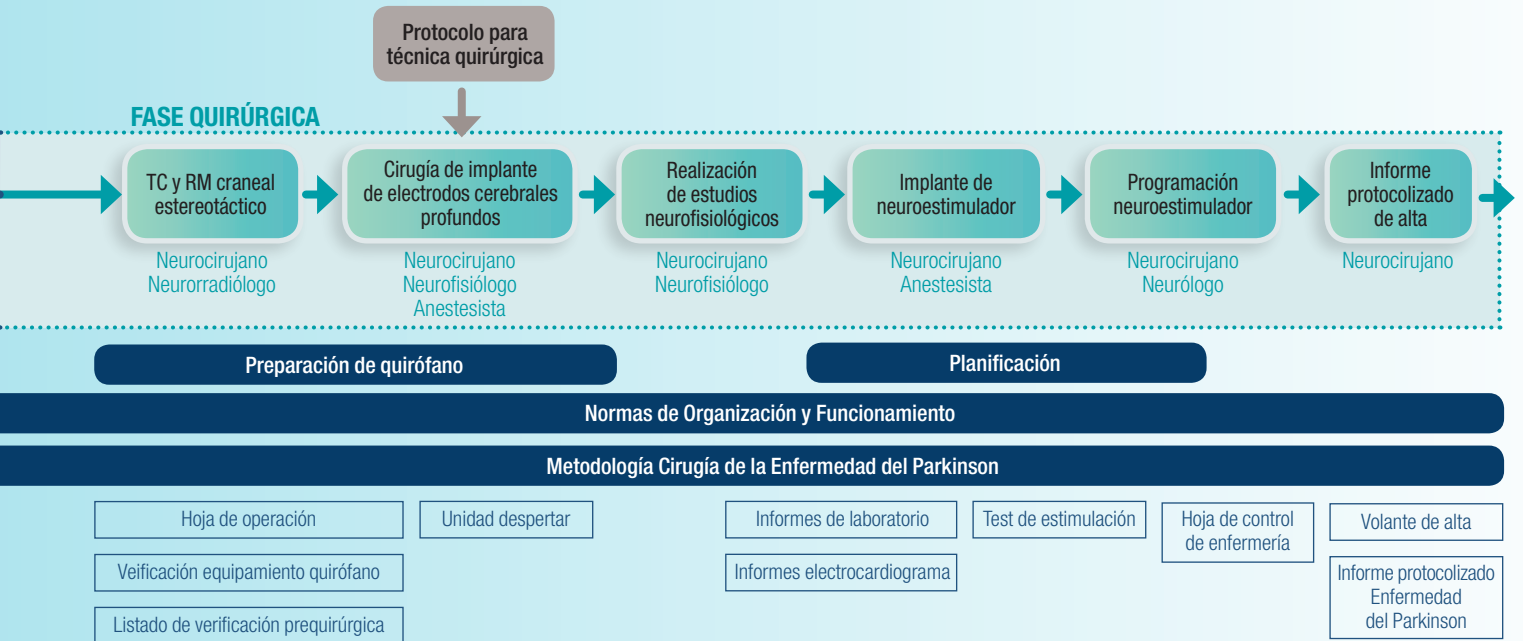 Protocolo para
técnica quirúrgica
FASE QUIRÚRGICA
TC y RM craneal
estereotáctico
Neurocirujano
Neurorradiólogo
Cirugía de implante
de electrodos cerebrales
profundos
Neurocirujano
Neurofisiólogo
Anestesista
Realización
de estudios
neurofisiológicos
Neurocirujano
Neurofisiólogo
Implante de
neuroestimulador
Neurocirujano
Anestesista
Programación
neuroestimulador
Neurocirujano
Neurólogo
Informe
protocolizado
de alta
Neurocirujano
Preparación de quirófano
Planificación
Normas de Organización y Funcionamiento
Metodología Cirugía de la Enfermedad del Parkinson
Hoja de operación
Veificación equipamiento quirófano
Listado de verificación prequirúrgica
Unidad despertar
Informes de laboratorio
Informes electrocardiograma
Test de estimulación
Hoja de control
de enfermería
Volante de alta
Informe protocolizado
Enfermedad
del Parkinson